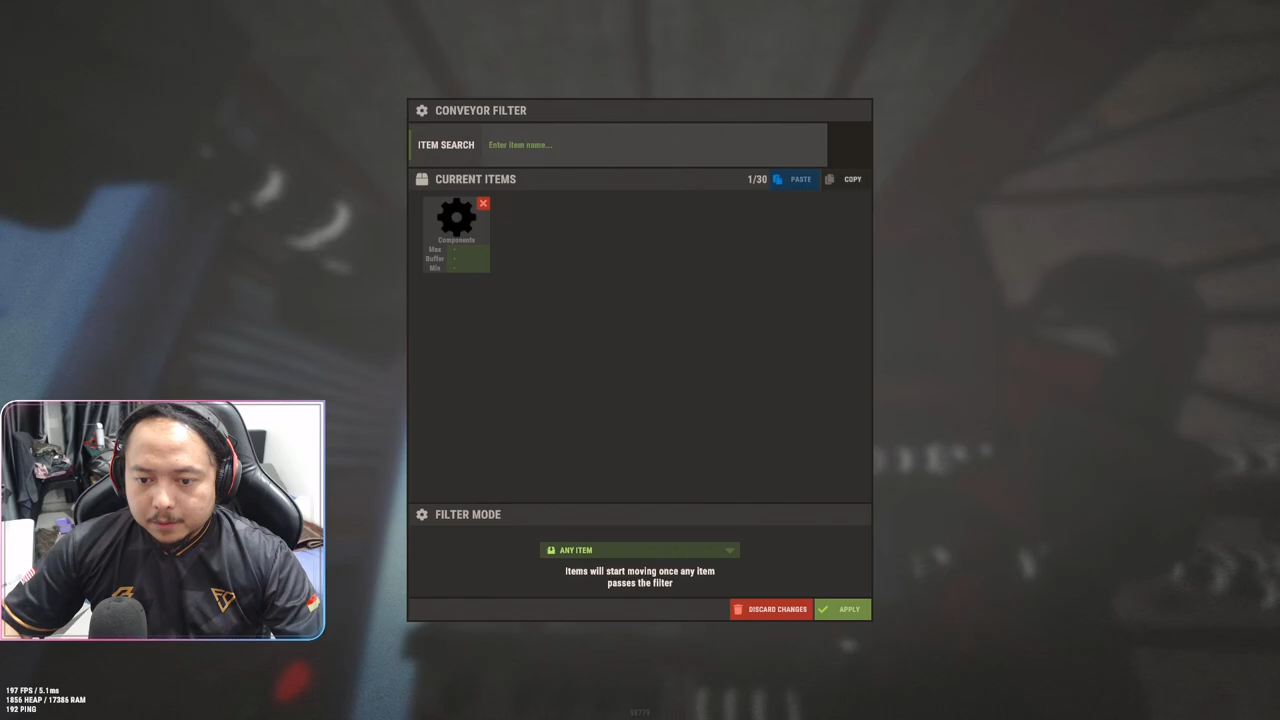 CONVEYOR FILTER
ITEM SEARCH Enter item name...
CURRENT ITEMS 1/30 PASTE COPY
Components
Max -
Buffer -
Min -
FILTER MODE
ANY ITEM
Items will start moving once any item
passes the filter
DISCARD CHANGES APPLY
197 FPS / 5.1ms
1856 HEAP / 17386 RAM
192 PING